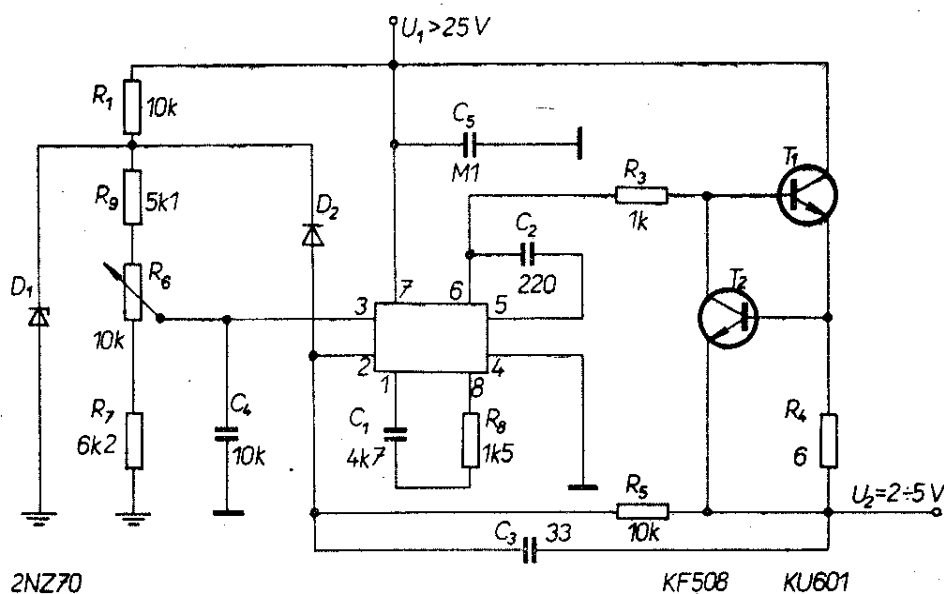 U₁ > 25 V
R₁
10k
C₅
M1
T₁
R₃
1k
R₉
5k1
D₂
C₂
220
R₆
D₁
10k
T₂
3
7
6
5
2
1
8
4
R₇
6k2
C₄
10k
C₁
4k7
R₈
1k5
R₄
6
R₅
10k
U₂=2÷5 V
C₃
33
2NZ70
KF508
KU601